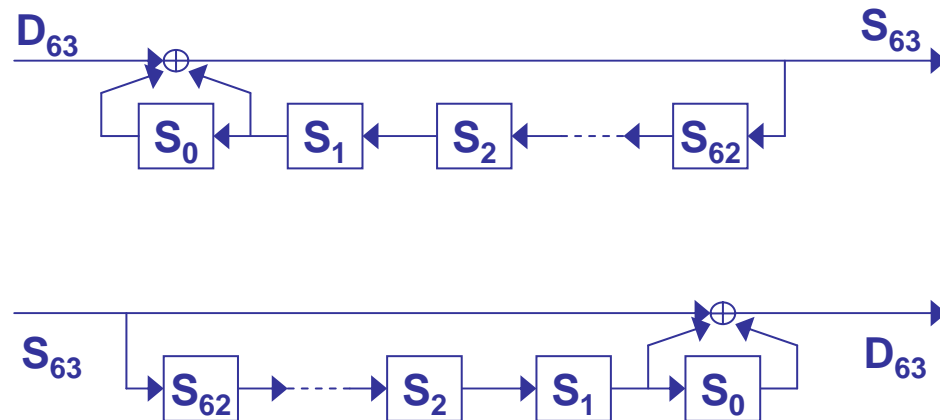 D₆₃ S₆₃
S₀ S₁ S₂ S₆₂
S₆₃ D₆₃
S₆₂ S₂ S₁ S₀